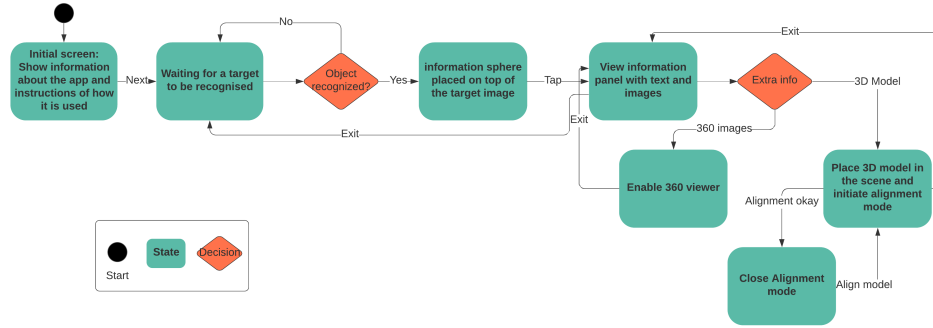 No
Exit
Initial screen:
Show information
about the app and
instructions of how
it is used
Next
Waiting for a target
to be recognised
Object
recognized?
Yes
information sphere
placed on top of
the target image
Tap
View information
panel with text and
images
Extra info
3D Model
Exit
Exit
360 images
Enable 360 viewer
Place 3D model in
the scene and
initiate alignment
mode
Alignment okay
Close Alignment
mode
Align model
State
Decision
Start